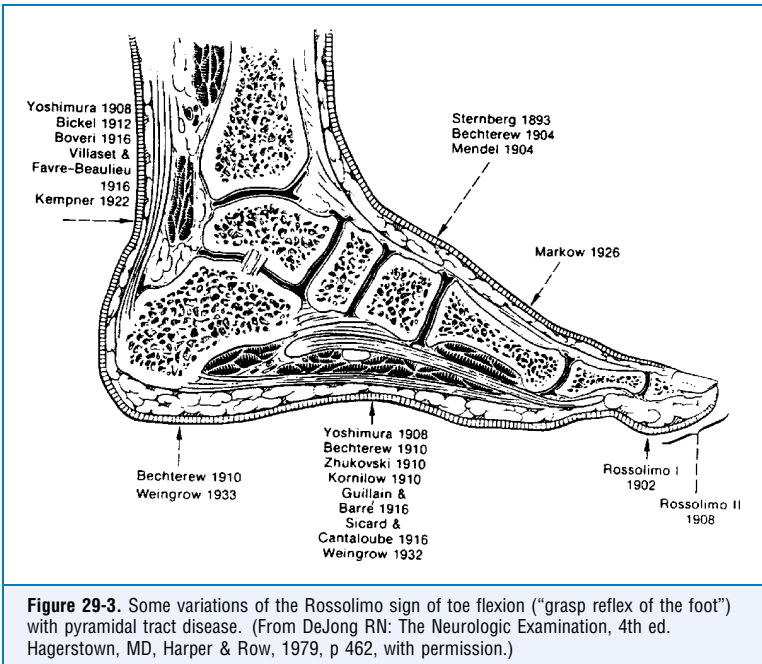 Yoshimura 1908
Bickel 1912
Boveri 1916
Villaset &
Favre-Beaulieu
1916
Kempner 1922
Sternberg 1893
Bechterew 1904
Mendel 1904
Markow 1926
Bechterew 1910
Weingrow 1933
Yoshimura 1908
Bechterew 1910
Zhukovski 1910
Kornilow 1910
Guillain &
Barré 1916
Sicard &
Cantaloube 1916
Weingrow 1932
Rossolimo I
1902
Rossolimo II
1908
Figure 29-3. Some variations of the Rossolimo sign of toe flexion (“grasp reflex of the foot”)
with pyramidal tract disease. (From DeJong RN: The Neurologic Examination, 4th ed.
Hagerstown, MD, Harper & Row, 1979, p 462, with permission.)